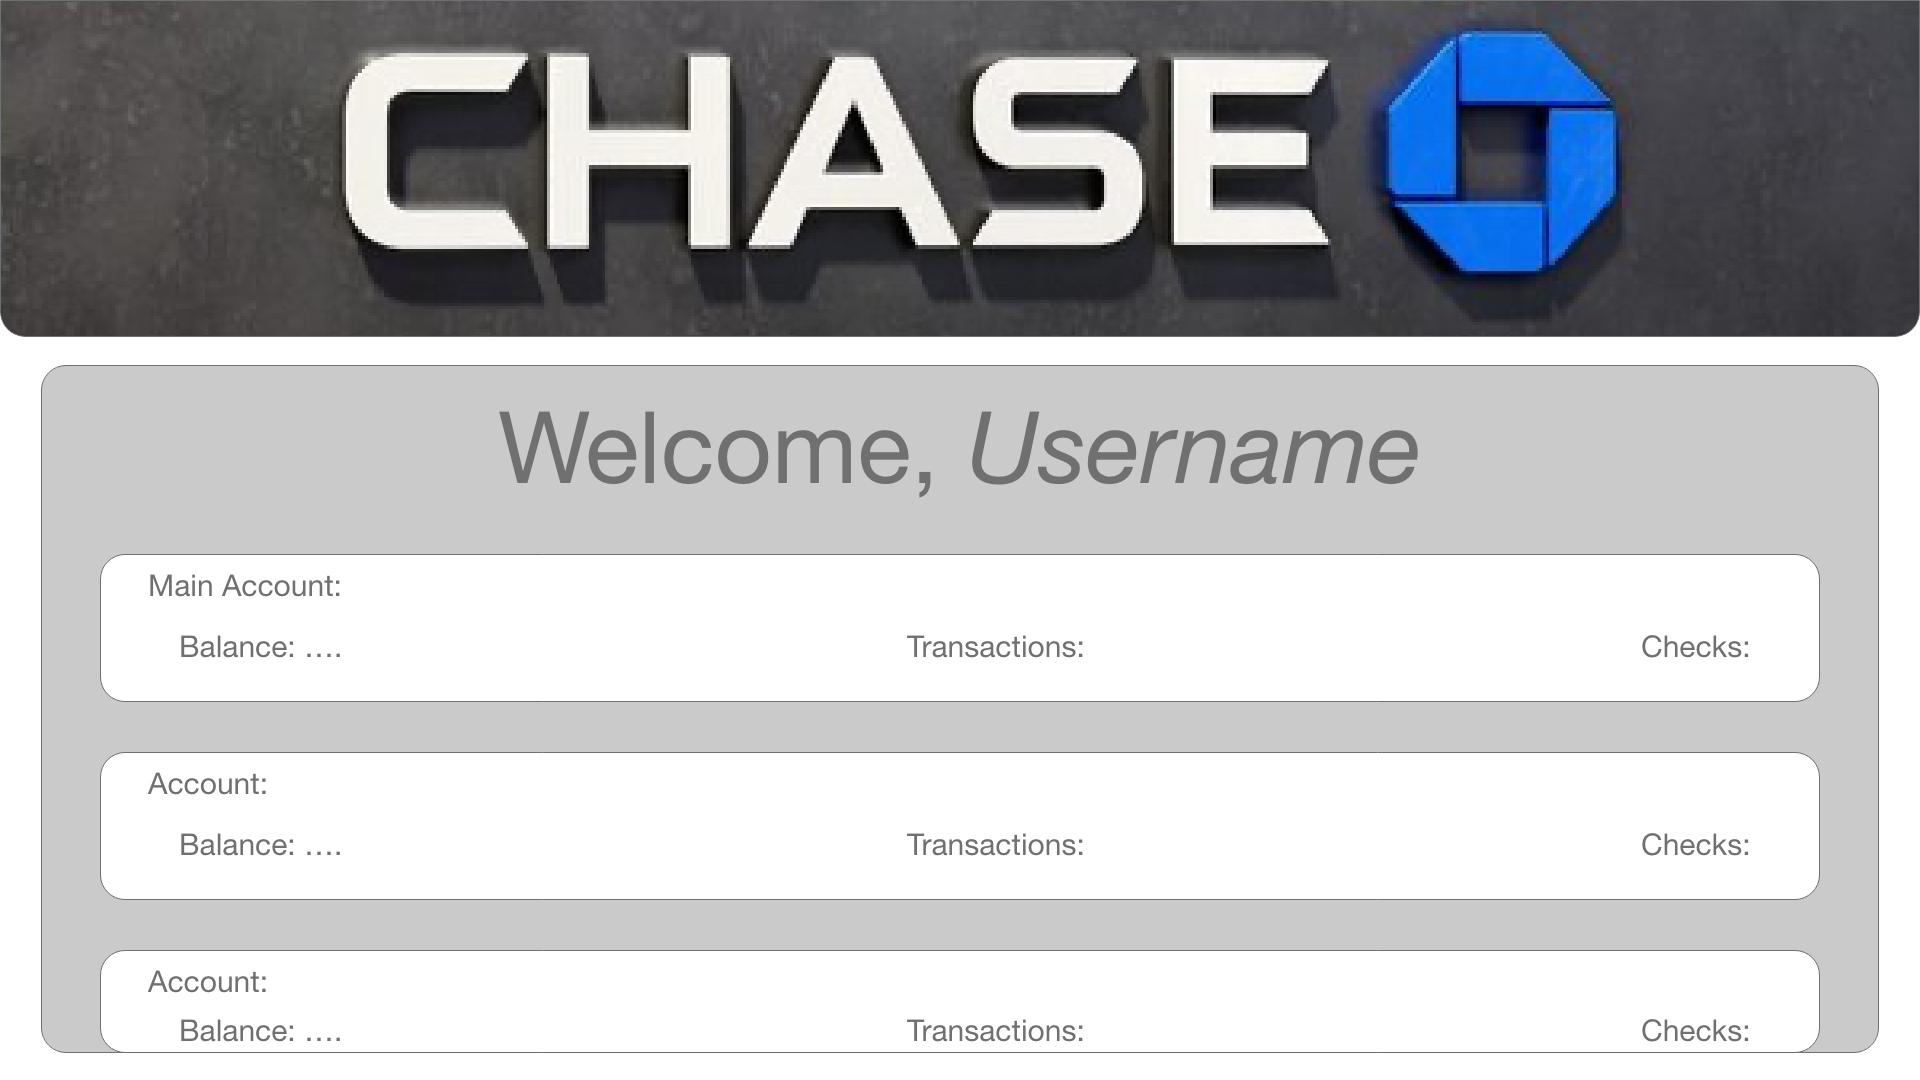 CHASE
Welcome, Username
Main Account:
Balance: .... Transactions: Checks:
Account:
Balance: .... Transactions: Checks:
Account:
Balance: .... Transactions: Checks: